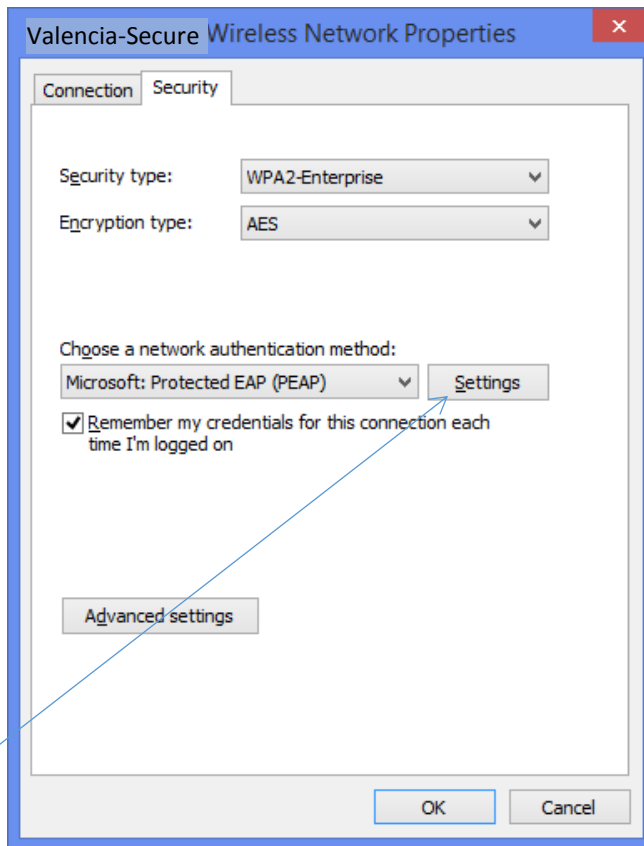 Valencia-Secure Wireless Network Properties
Connection
Security
Security type:
WPA2-Enterprise
Encryption type:
AES
Choose a network authentication method:
Microsoft: Protected EAP (PEAP)
Settings
Remember my credentials for this connection each
time I'm logged on
Advanced settings
OK
Cancel